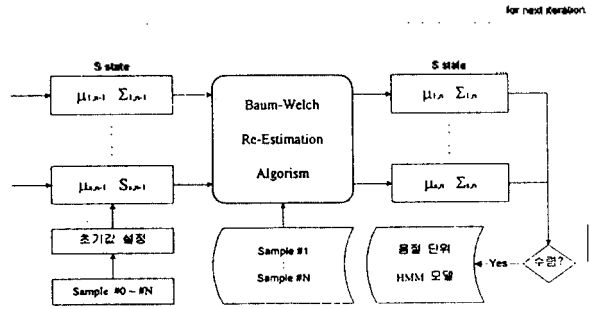 for next iteration
S state
S state
μ1,n-1 Σ1,n-1
Baum-Welch
Re-Estimation
Algorism
μ1,n Σ1,n
μs,n-1 Ss,n-1
μs,n Σs,n
초기값 설정
Sample #0 ~ #N
Sample #1
Sample #N
음절 단위
HMM 모델
Yes
수렴?